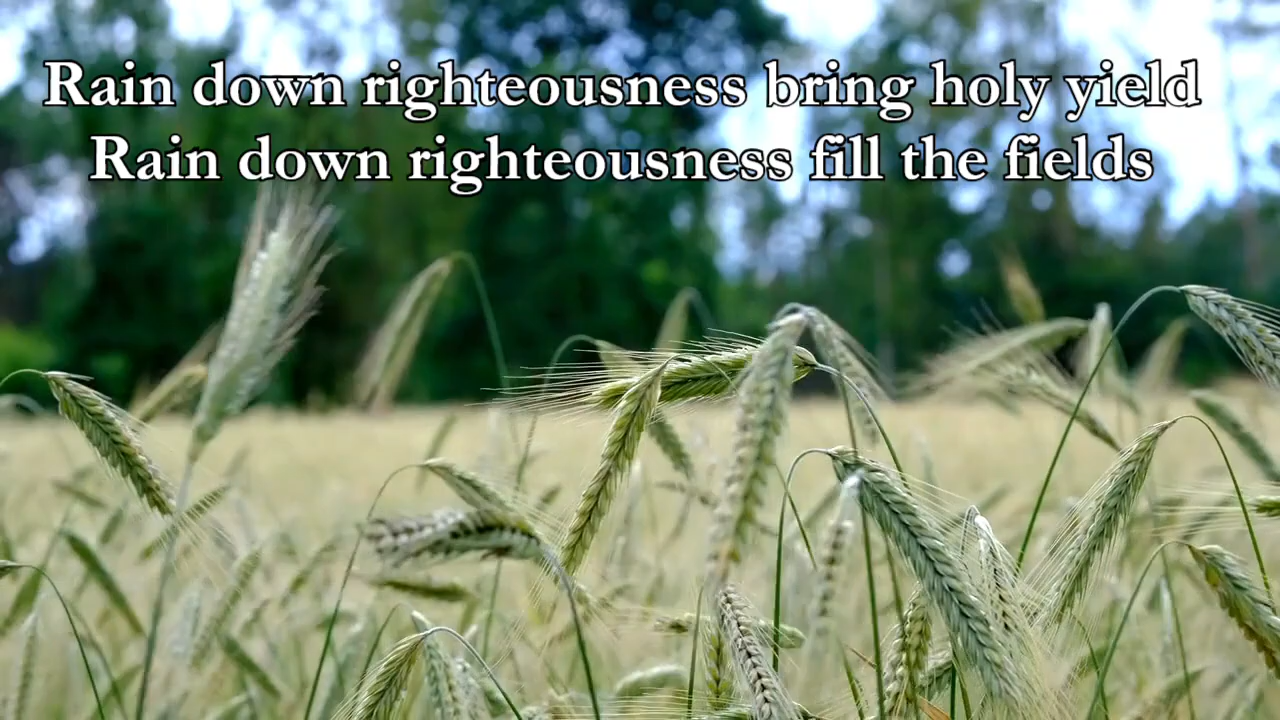 Rain down righteousness bring holy yield
Rain down righteousness fill the fields